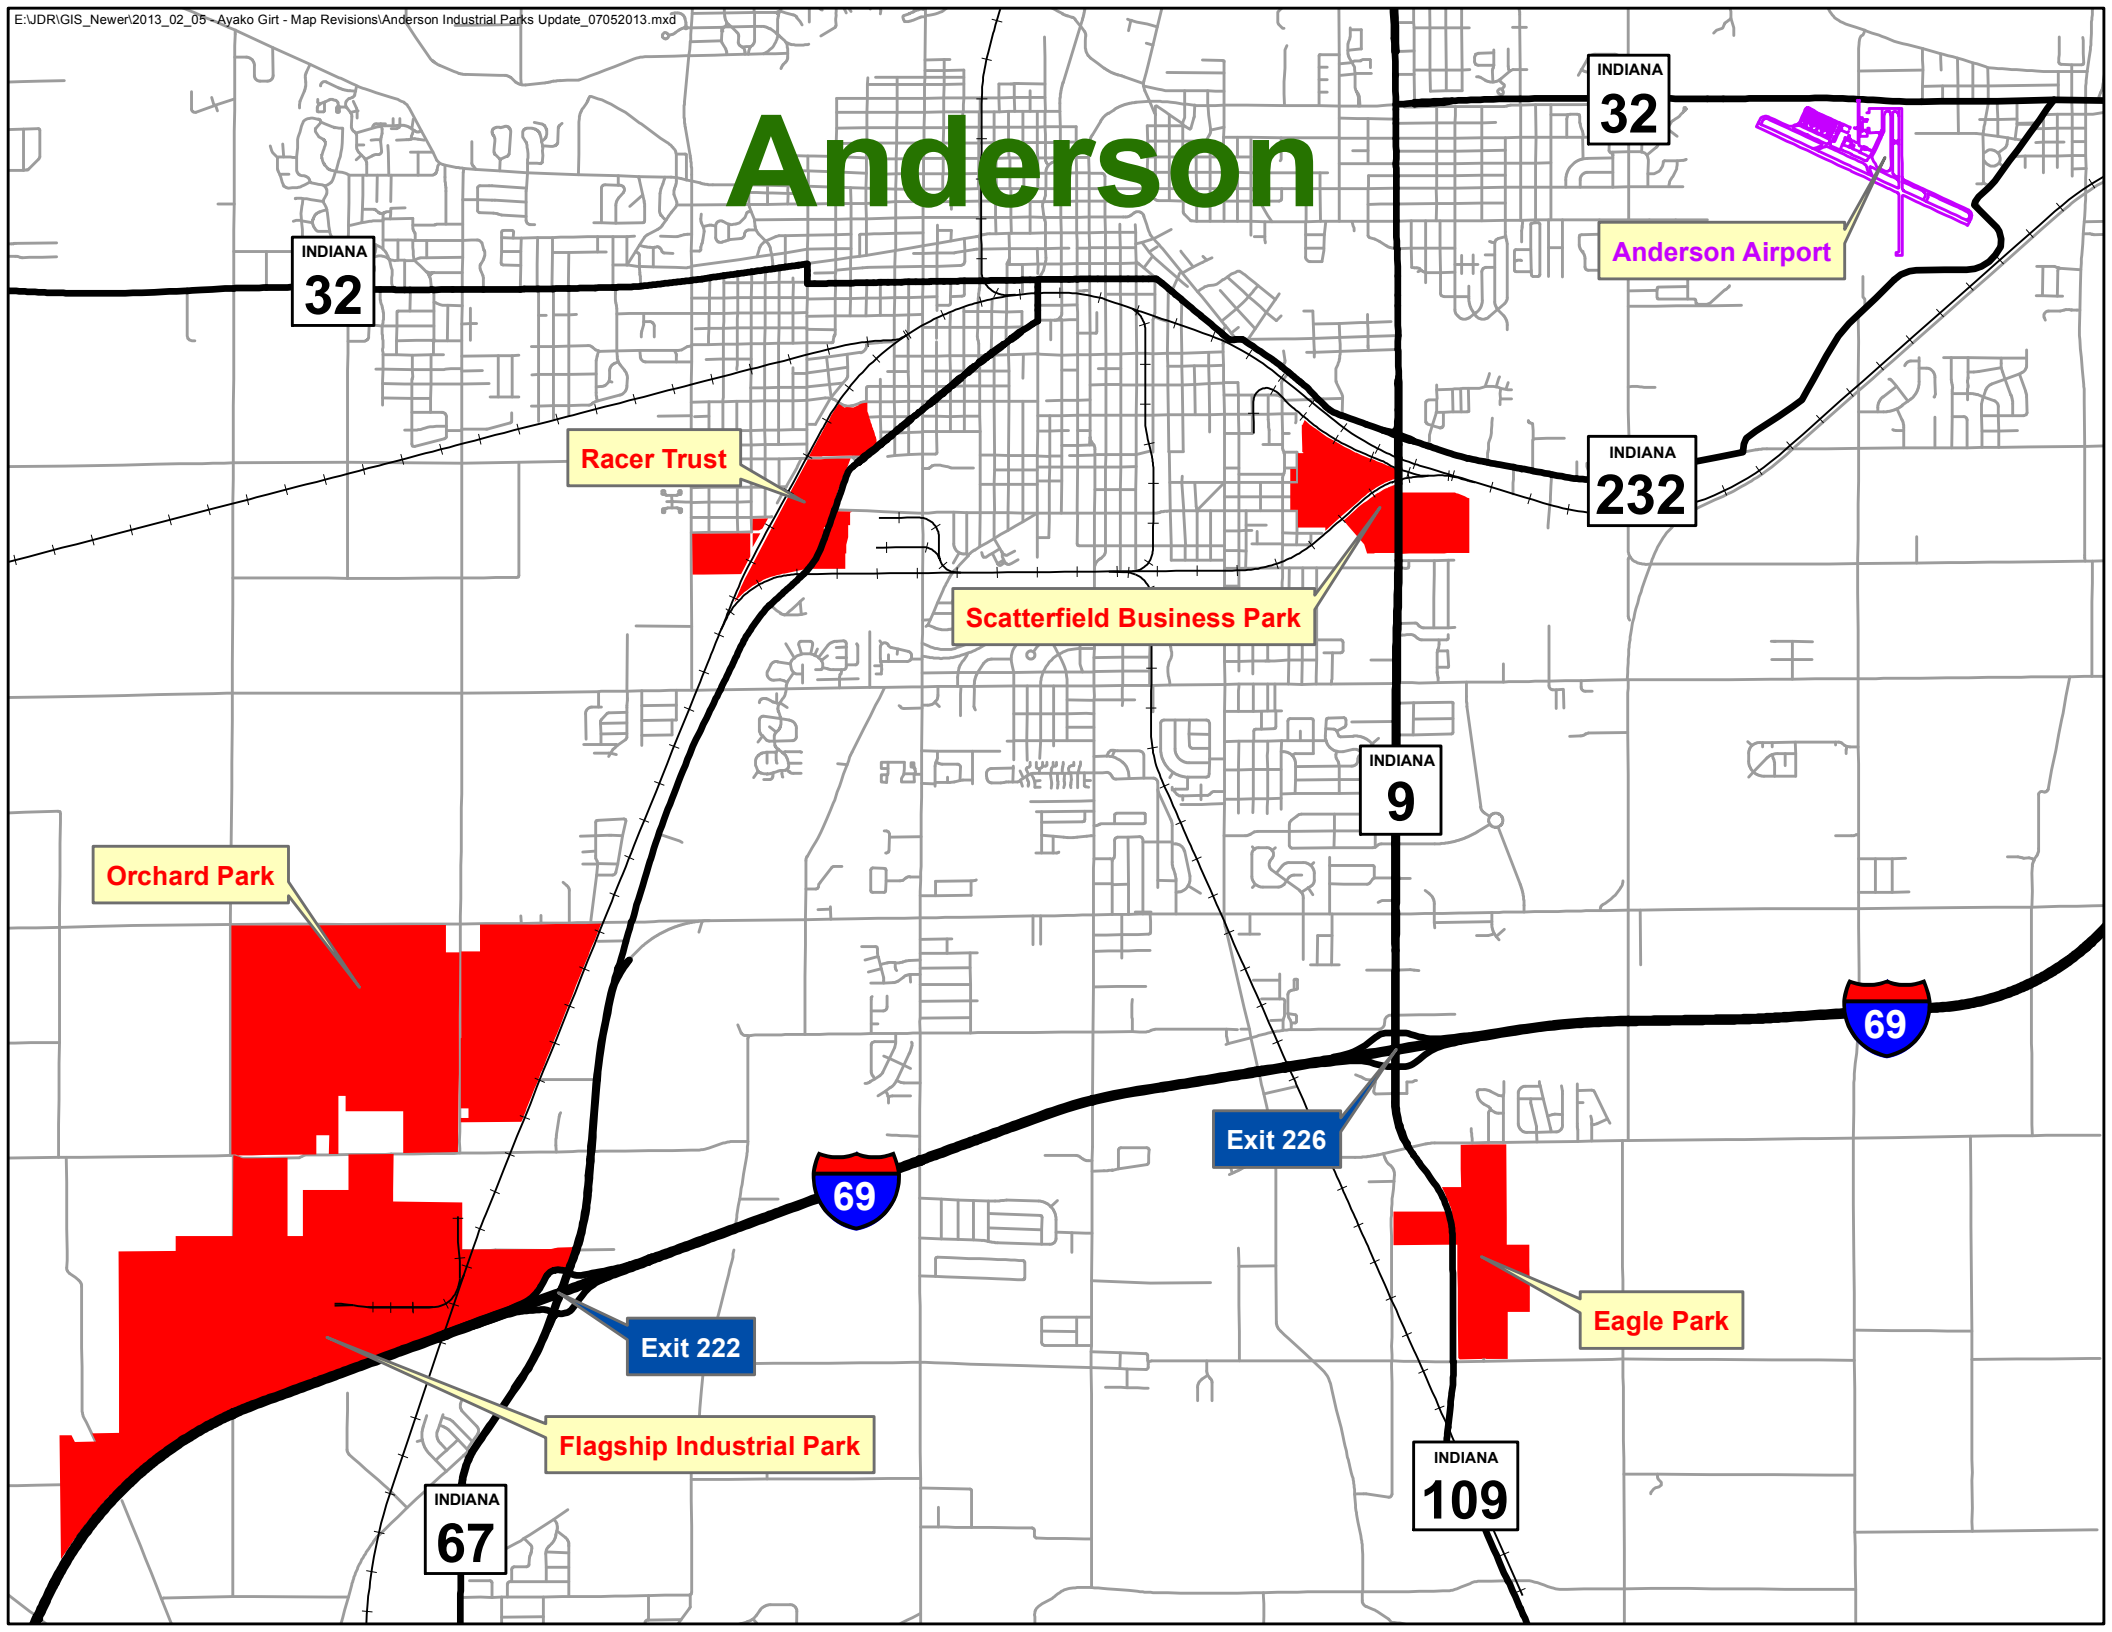 E:\JDR\GIS_Newer\2013_02_05 - Ayako Girt - Map Revisions\Anderson Industrial Parks Update_07052013.mxd
INDIANA
32
Anderson
Anderson Airport
INDIANA
32
Racer Trust
INDIANA
232
Scatterfield Business Park
INDIANA
9
Orchard Park
69
Exit 226
69
Eagle Park
Exit 222
Flagship Industrial Park
INDIANA
109
INDIANA
67